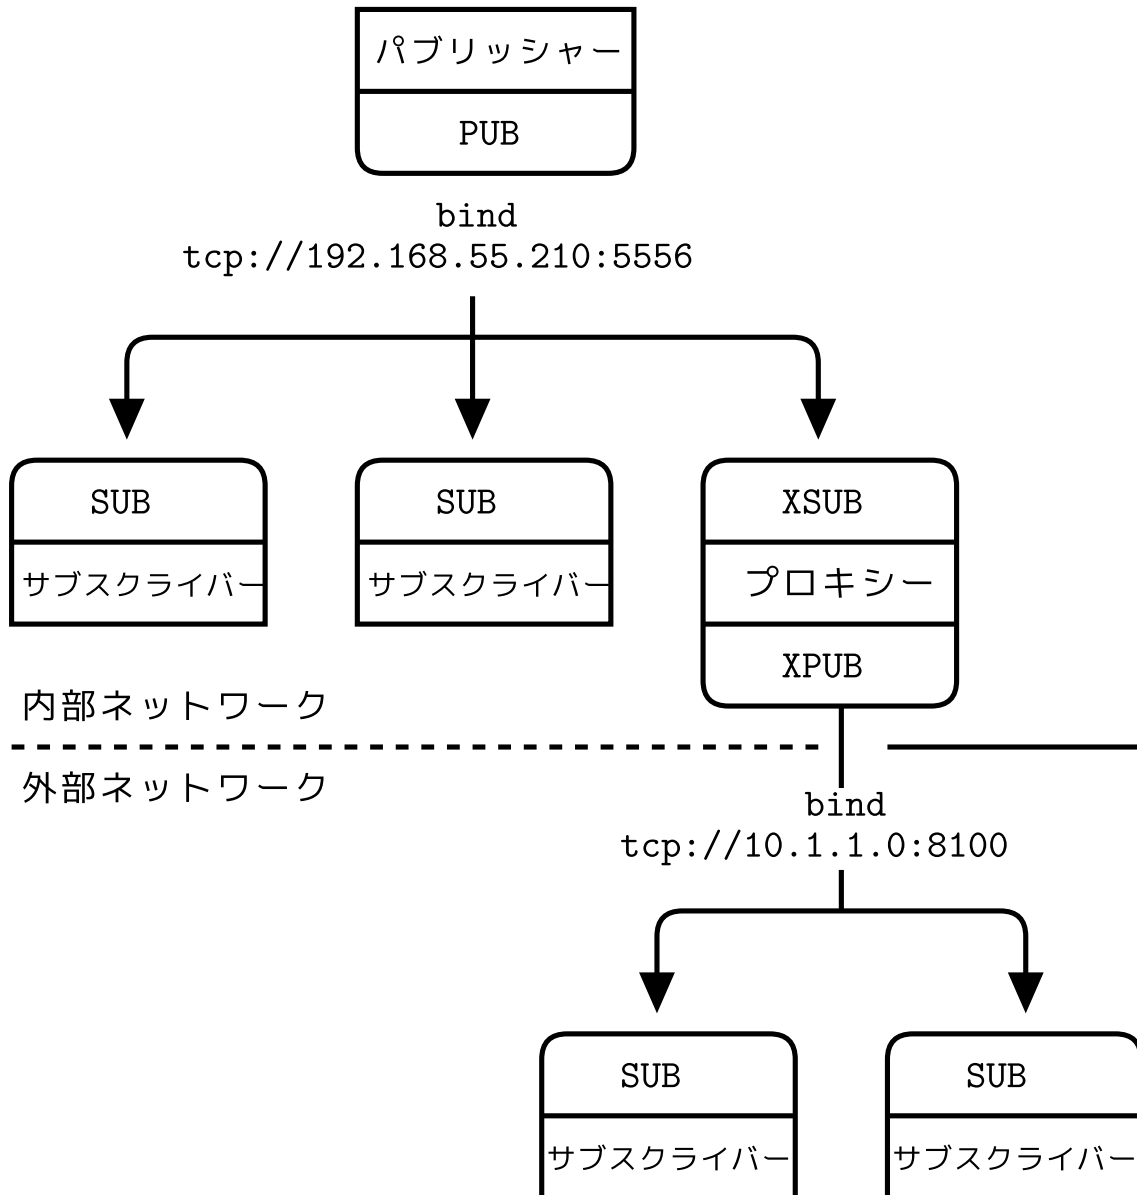 パブリッシャー
PUB
bind
tcp://192.168.55.210:5556
SUB
SUB
XSUB
サブスクライバー
サブスクライバー
プロキシー
XPUB
内部ネットワーク
外部ネットワーク
bind
tcp://10.1.1.0:8100
SUB
SUB
サブスクライバー
サブスクライバー